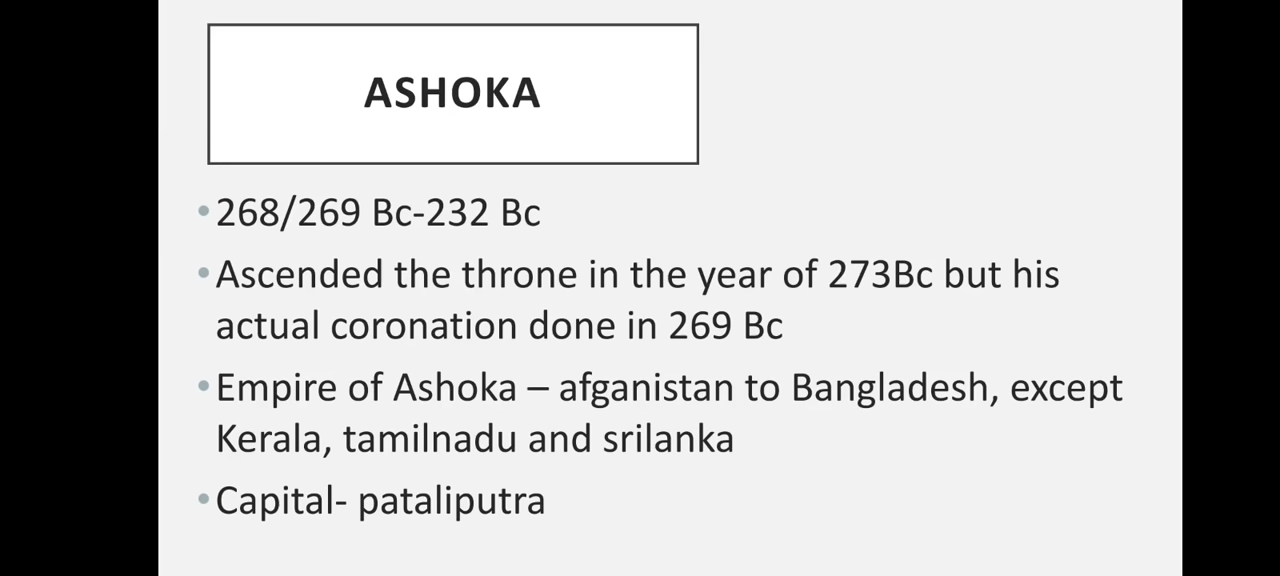 ASHOKA
•268/269 Bc-232 Bc
•Ascended the throne in the year of 273Bc but his
actual coronation done in 269 Bc
•Empire of Ashoka – afganistan to Bangladesh, except
Kerala, tamilnadu and srilanka
•Capital- pataliputra